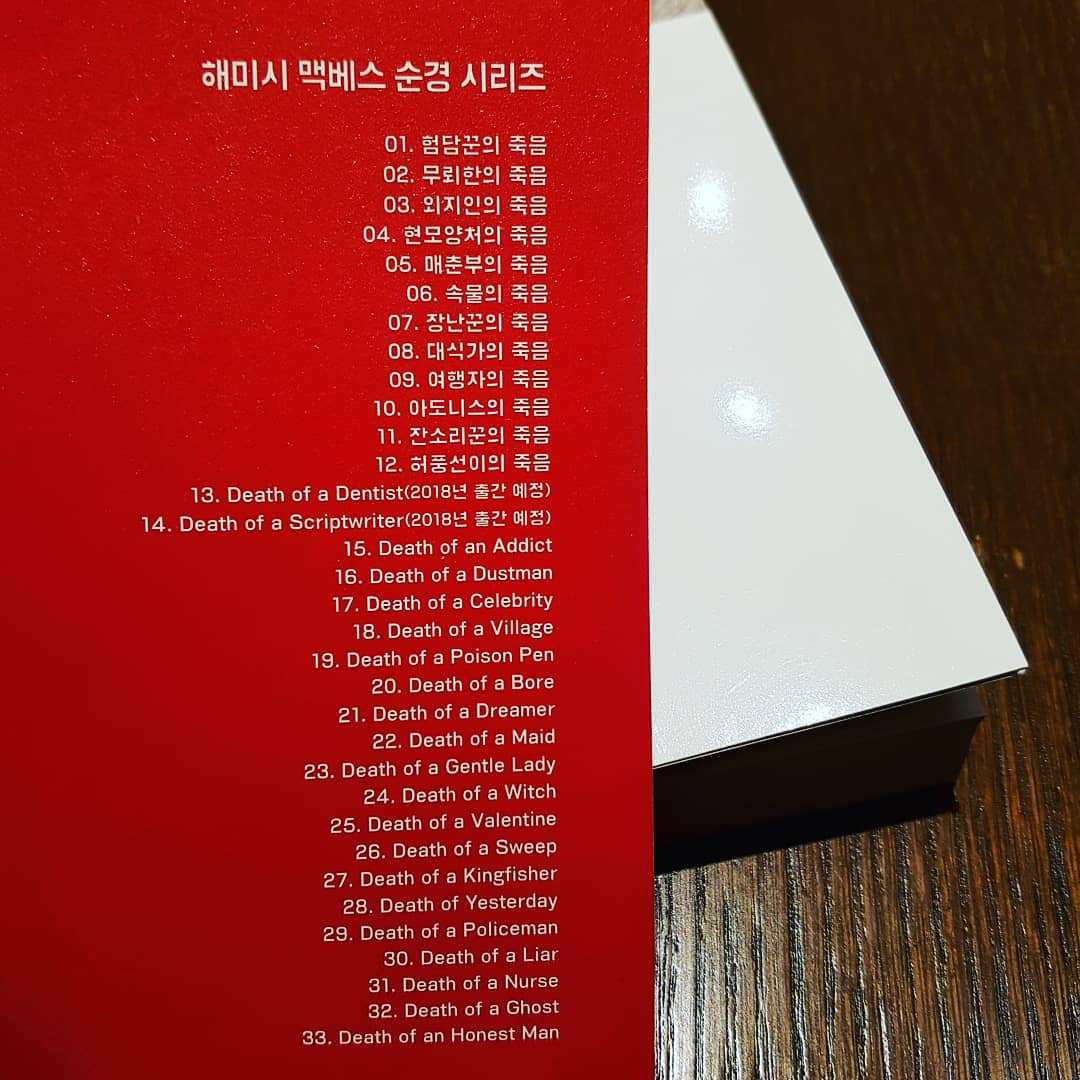 해미시 맥베스 순경 시리즈
01. 험담꾼의 죽음
02. 무뢰한의 죽음
03. 외지인의 죽음
04. 현모양처의 죽음
05. 매춘부의 죽음
06. 속물의 죽음
07. 장난꾼의 죽음
08. 대식가의 죽음
09. 여행자의 죽음
10. 아도니스의 죽음
11. 잔소리꾼의 죽음
12. 허풍선이의 죽음
13. Death of a Dentist(2018년 출간 예정)
14. Death of a Scriptwriter(2018년 출간 예정)
15. Death of an Addict
16. Death of a Dustman
17. Death of a Celebrity
18. Death of a Village
19. Death of a Poison Pen
20. Death of a Bore
21. Death of a Dreamer
22. Death of a Maid
23. Death of a Gentle Lady
24. Death of a Witch
25. Death of a Valentine
26. Death of a Sweep
27. Death of a Kingfisher
28. Death of Yesterday
29. Death of a Policeman
30. Death of a Liar
31. Death of a Nurse
32. Death of a Ghost
33. Death of an Honest Man